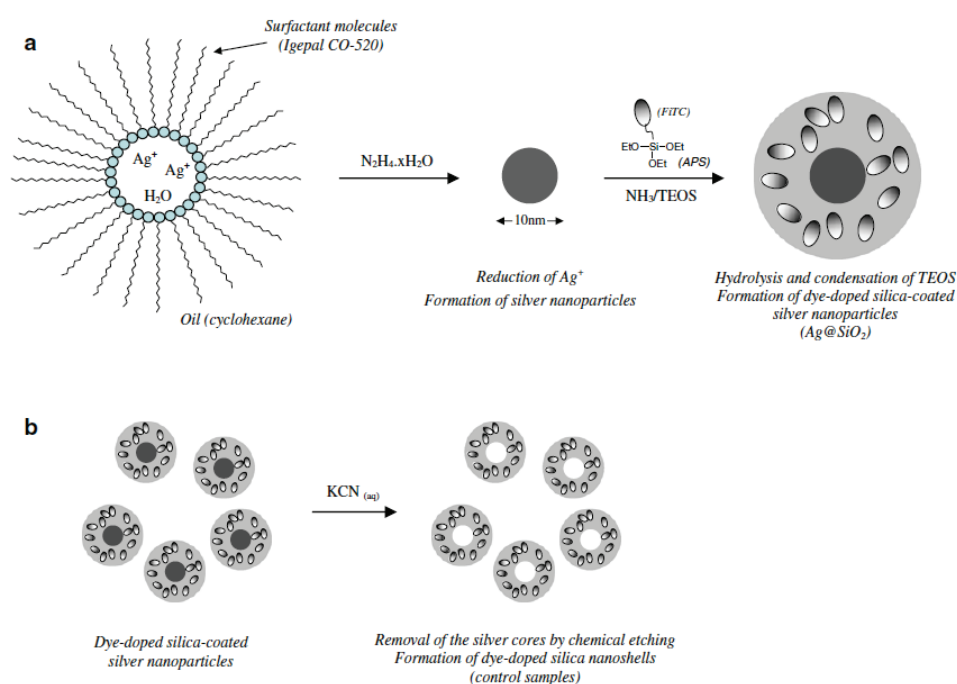 a
Surfactant molecules
(Igepal CO-520)
Ag⁺
Ag⁺
H₂O
Oil (cyclohexane)
N₂H₄.xH₂O
10nm
Reduction of Ag⁺
Formation of silver nanoparticles
(FiTC)
EtO—Si—OEt
OEt
(APS)
NH₃/TEOS
Hydrolysis and condensation of TEOS
Formation of dye-doped silica-coated
silver nanoparticles
(Ag@SiO₂)
b
KCN (aq)
Dye-doped silica-coated
silver nanoparticles
Removal of the silver cores by chemical etching
Formation of dye-doped silica nanoshells
(control samples)